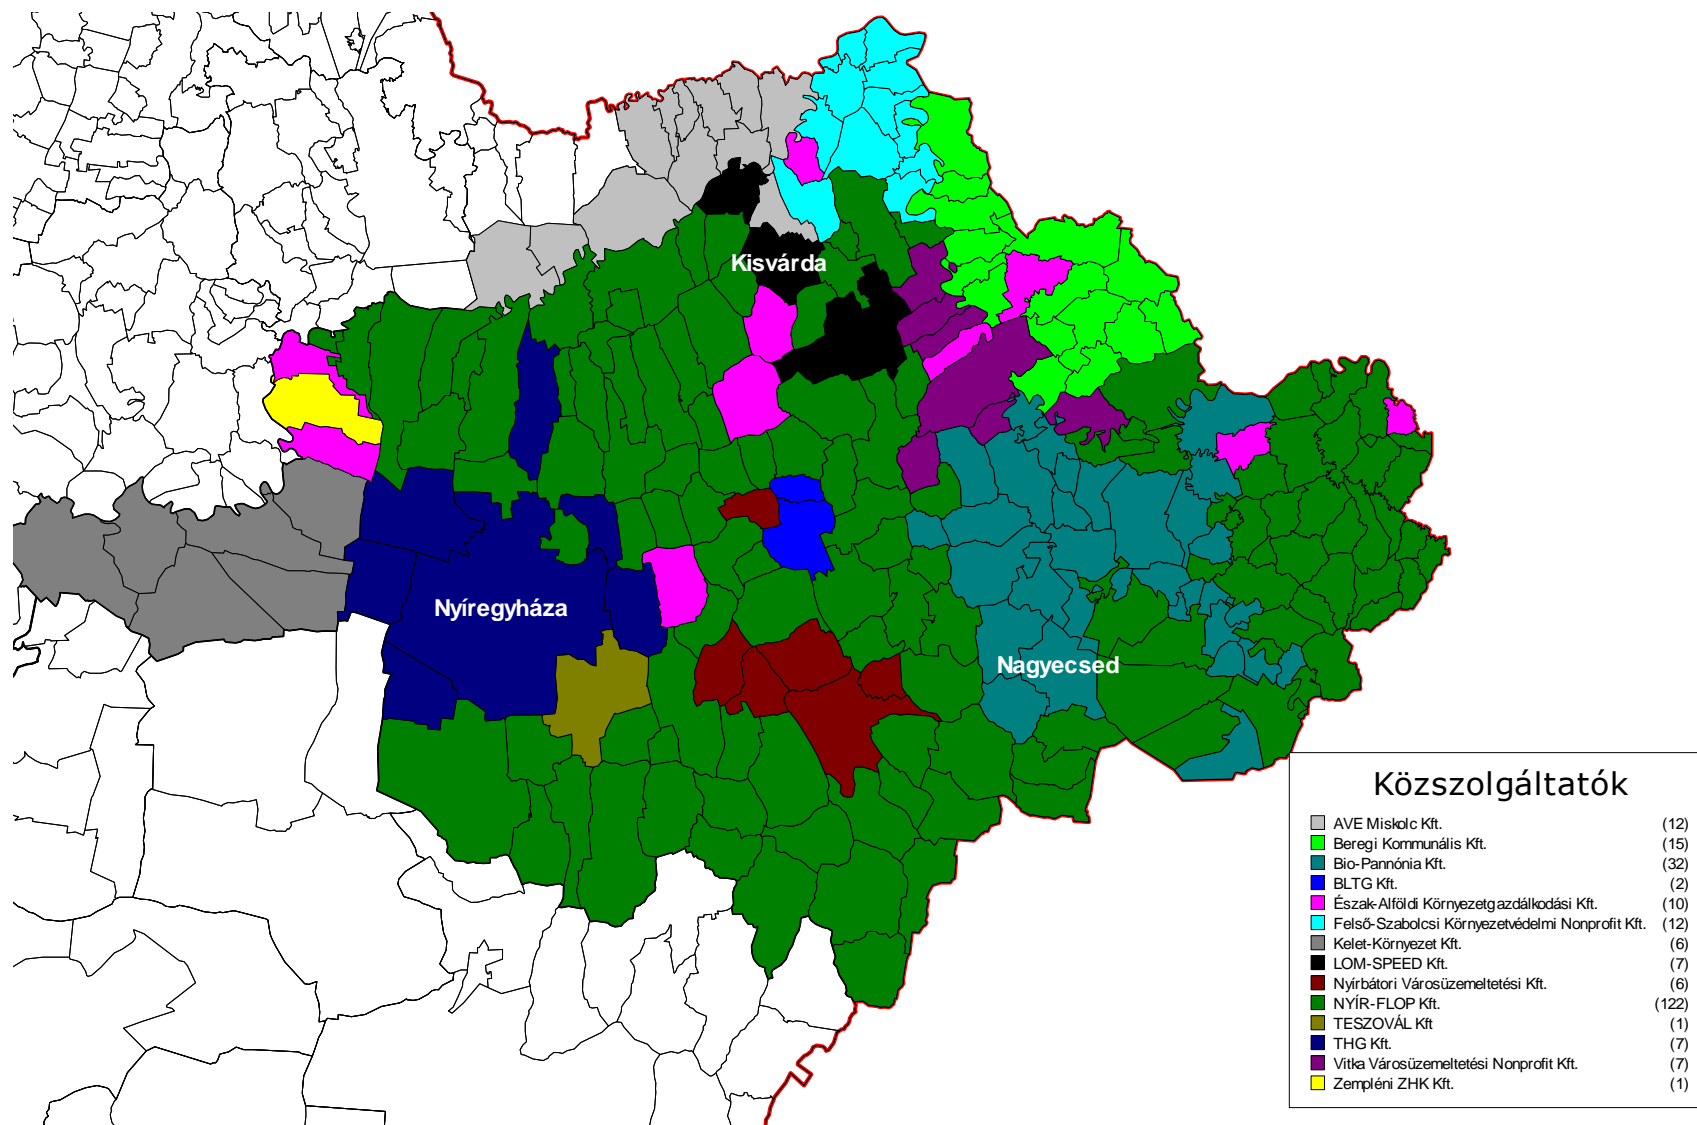 Kisvárda
Nyíregyháza
Nagyecsed
Közszolgáltatók
AVE Miskolc Kft. (12)
Beregi Kommunális Kft. (15)
Bio-Pannónia Kft. (32)
BLTG Kft. (2)
Észak-Alföldi Környezetgazdálkodási Kft. (10)
Felső-Szabolcsi Környezetvédelmi Nonprofit Kft. (12)
Kelet-Környezet Kft. (6)
LOM-SPEED Kft. (7)
Nyírbátori Városüzemeltetési Kft. (6)
NYÍR-FLOP Kft. (122)
TESZOVÁL Kft (1)
THG Kft. (7)
Vitka Városüzemeltetési Nonprofit Kft. (7)
Zempléni ZHK Kft. (1)